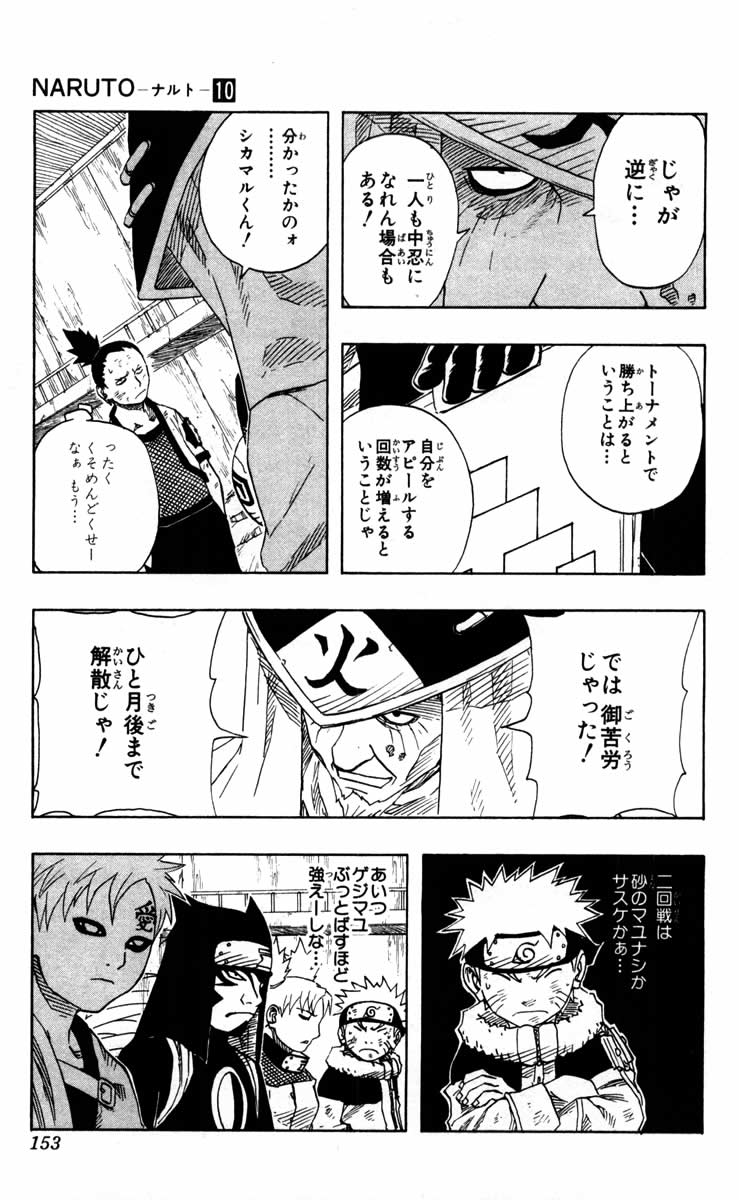 NARUTO―ナルト―10
じゃが
逆に…
一人も中忍に
なれん場合も
ある！
トーナメントで
勝ち上がると
いうことは…
自分を
アピールする
回数が増えると
いうことじゃ
分かったかのォ
………
シカマルくん！
ったく
くそめんどくせー
なぁ もう…
火
では 御苦労
じゃった！
ひと月後まで
解散じゃ！
二回戦は
砂のマユナシか
サスケかぁ…
あいつ
ゲジマユ
ぶっとばすほど
強えーしな…
愛
153